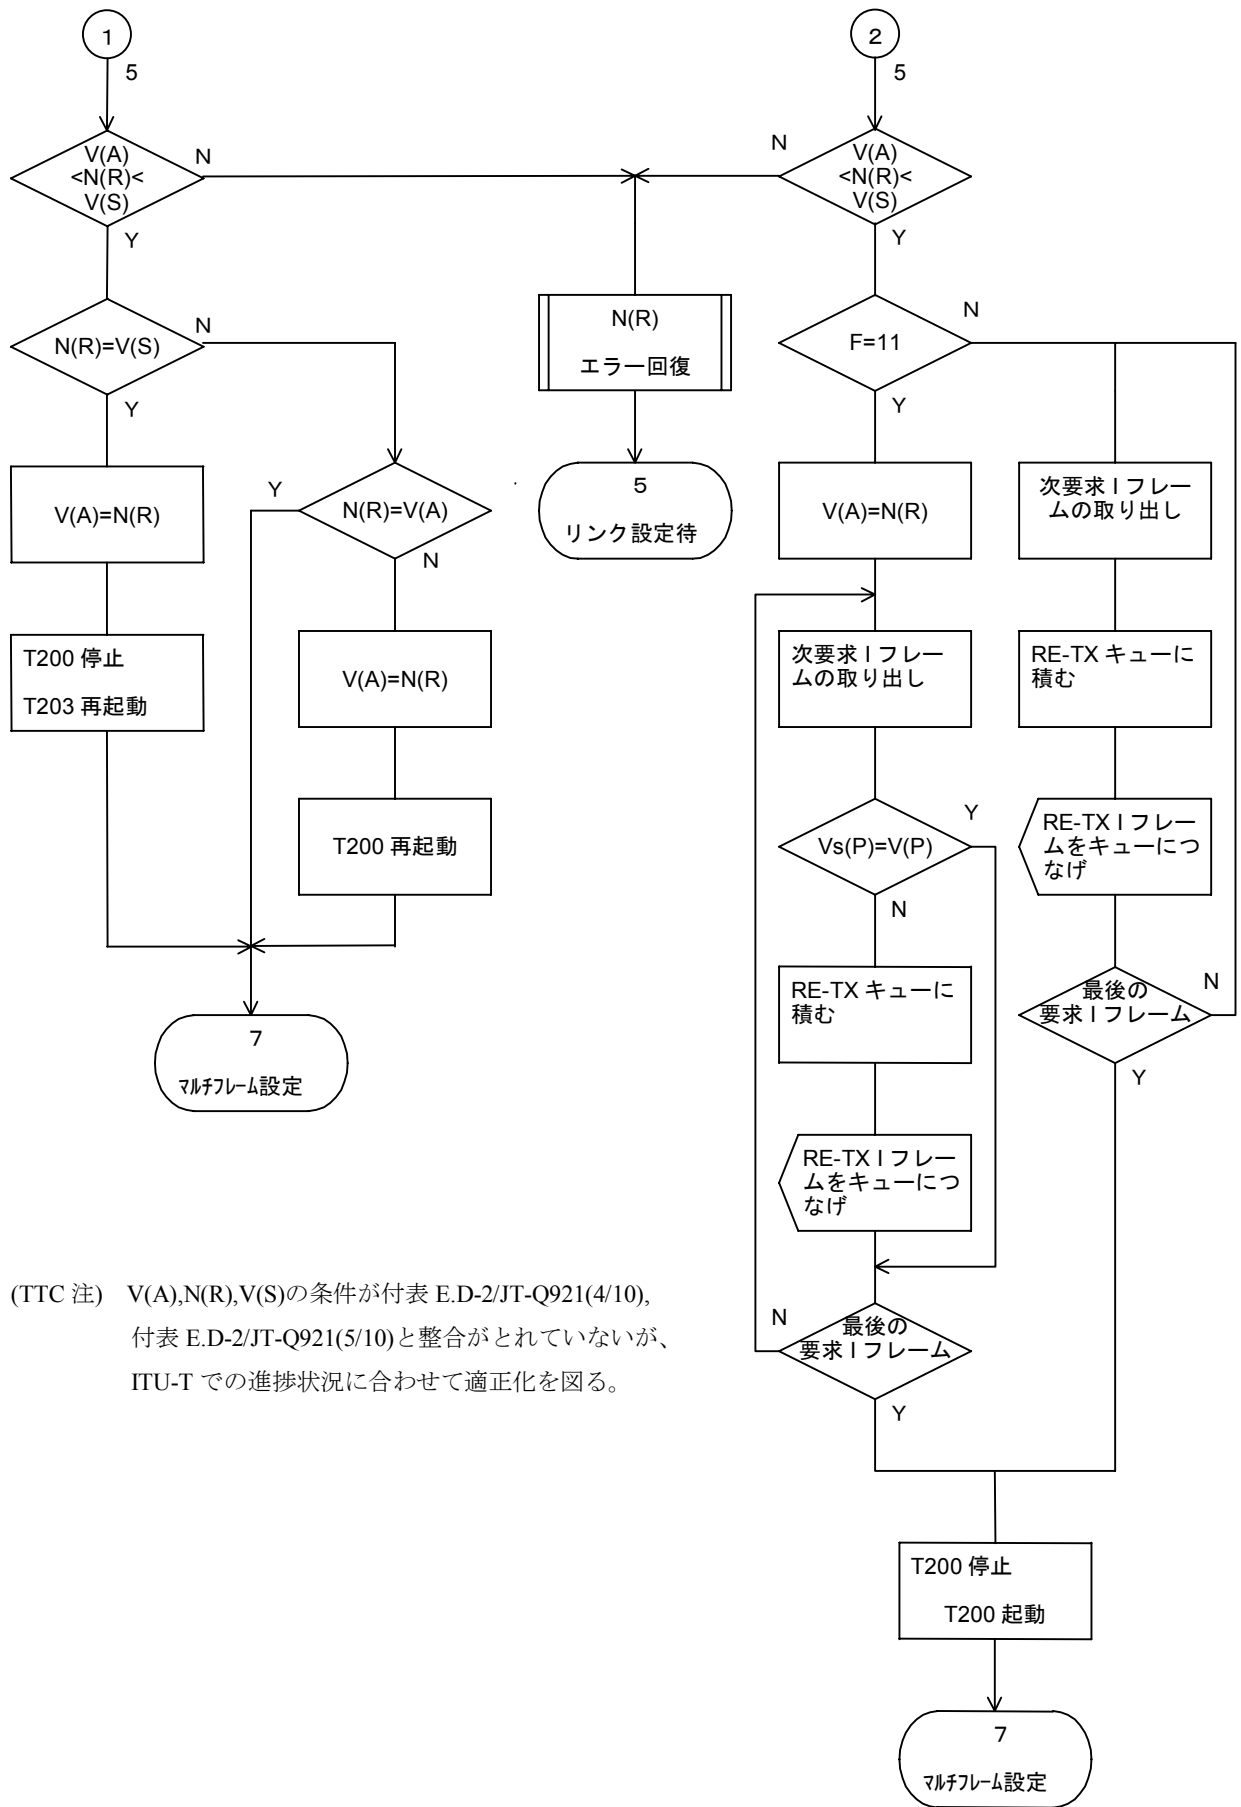 1
5
V(A)
<N(R)<
V(S)
N
Y
N(R)=V(S)
N
Y
V(A)=N(R)
T200 停止
T203 再起動
N(R)=V(A)
Y
N
V(A)=N(R)
T200 再起動
7
ﾏﾙﾁﾌﾚｰﾑ設定
N(R)
エラー回復
5
リンク設定待
2
5
V(A)
<N(R)<
V(S)
N
Y
F=11
N
Y
V(A)=N(R)
次要求 I フレー
ムの取り出し
Vs(P)=V(P)
Y
N
RE-TX キューに
積む
RE-TX I フレー
ムをキューにつ
なげ
最後の
要求 I フレーム
N
Y
次要求 I フレー
ムの取り出し
RE-TX キューに
積む
RE-TX I フレー
ムをキューにつ
なげ
最後の
要求 I フレーム
N
Y
T200 停止
T200 起動
7
ﾏﾙﾁﾌﾚｰﾑ設定
(TTC 注) V(A),N(R),V(S)の条件が付表 E.D-2/JT-Q921(4/10),
付表 E.D-2/JT-Q921(5/10)と整合がとれていないが、
ITU-T での進捗状況に合わせて適正化を図る。